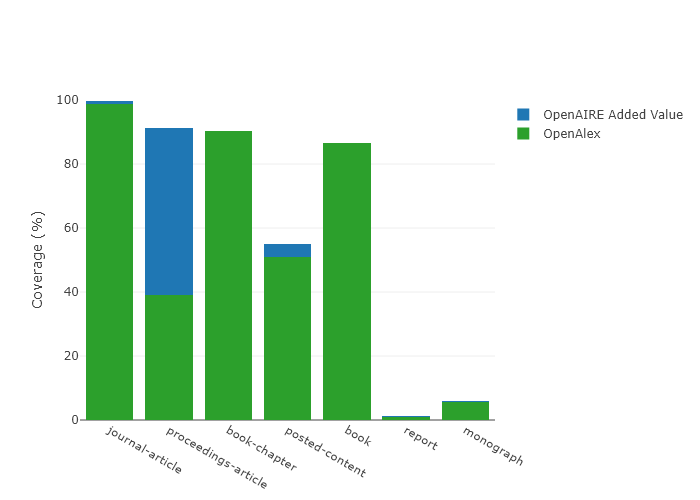 OpenAIRE Added Value
OpenAlex
Coverage (%)
100
80
60
40
20
0
journal-article
proceedings-article
book-chapter
posted-content
book
report
monograph